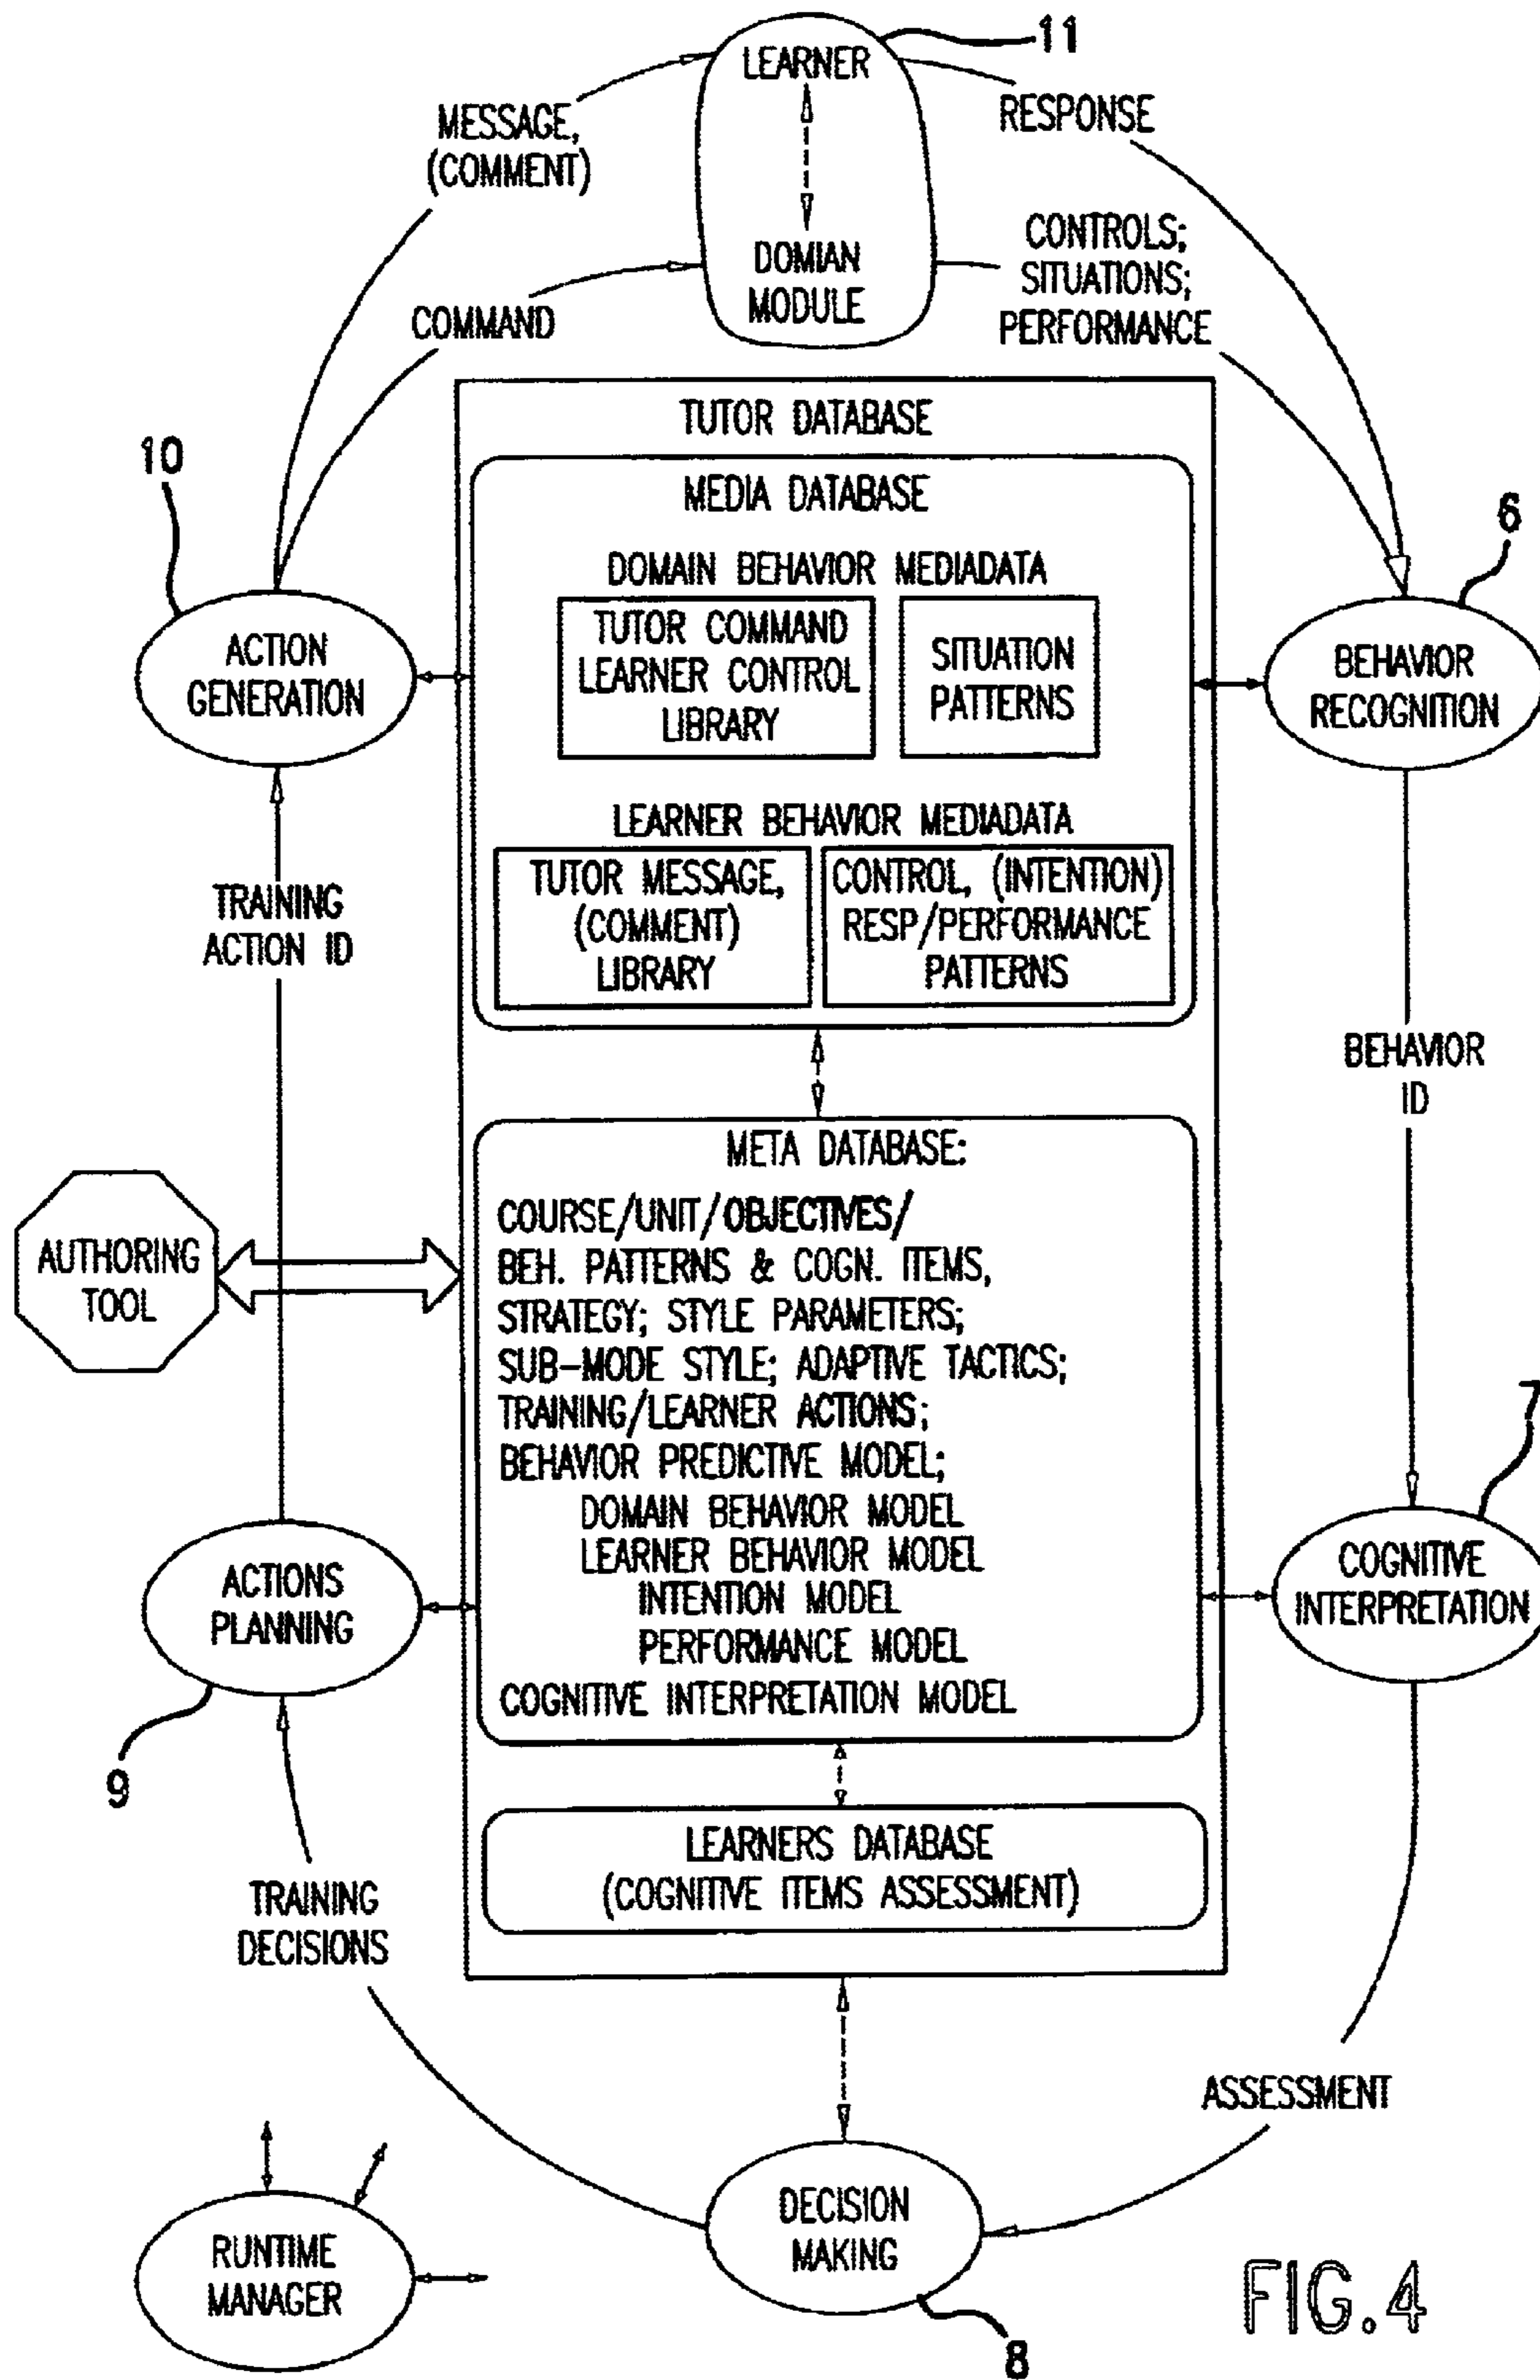 11
LEARNER
MESSAGE,
(COMMENT)
RESPONSE
DOMIAN
MODULE
CONTROLS;
SITUATIONS;
PERFORMANCE
COMMAND
TUTOR DATABASE
10
MEDIA DATABASE
6
DOMAIN BEHAVIOR MEDIADATA
TUTOR COMMAND
LEARNER CONTROL
LIBRARY
SITUATION
PATTERNS
ACTION
GENERATION
BEHAVIOR
RECOGNITION
LEARNER BEHAVIOR MEDIADATA
TUTOR MESSAGE,
(COMMENT)
LIBRARY
CONTROL, (INTENTION)
RESP/PERFORMANCE
PATTERNS
TRAINING
ACTION ID
BEHAVIOR
ID
META DATABASE:
COURSE/UNIT/OBJECTIVES/
BEH. PATTERNS & COGN. ITEMS,
STRATEGY; STYLE PARAMETERS;
SUB-MODE STYLE; ADAPTIVE TACTICS;
TRAINING/LEARNER ACTIONS;
BEHAVIOR PREDICTIVE MODEL;
DOMAIN BEHAVIOR MODEL
LEARNER BEHAVIOR MODEL
INTENTION MODEL
PERFORMANCE MODEL
COGNITIVE INTERPRETATION MODEL
AUTHORING
TOOL
7
ACTIONS
PLANNING
COGNITIVE
INTERPRETATION
9
LEARNERS DATABASE
(COGNITIVE ITEMS ASSESSMENT)
TRAINING
DECISIONS
ASSESSMENT
DECISION
MAKING
RUNTIME
MANAGER
8
FIG.4